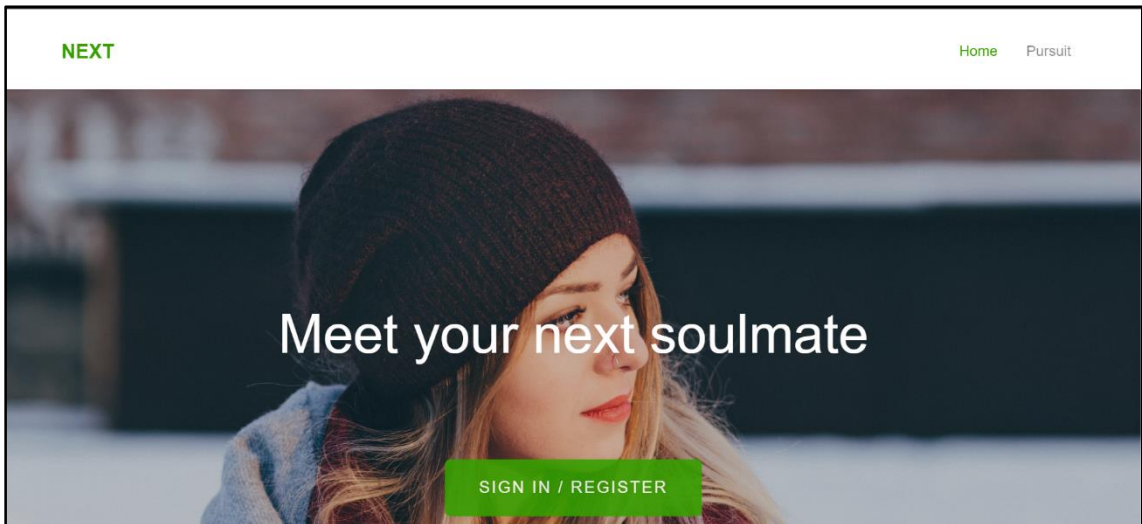 NEXT
Home Pursuit
Meet your next soulmate
SIGN IN / REGISTER